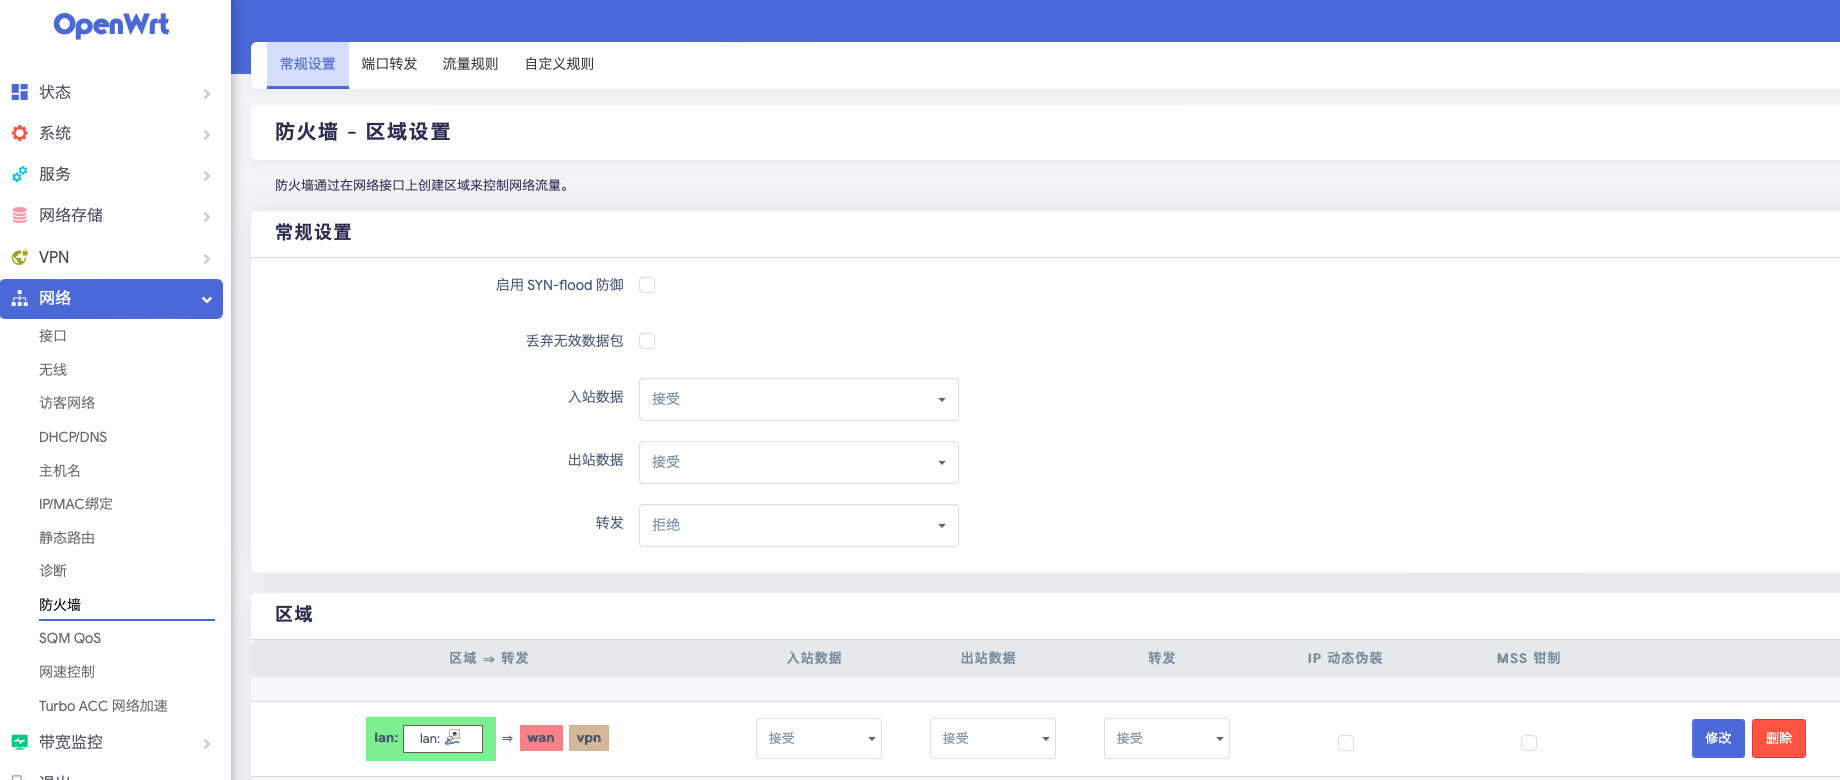 OpenWrt
状态
系统
服务
网络存储
VPN
网络
接口
无线
访客网络
DHCP/DNS
主机名
IP/MAC绑定
静态路由
诊断
防火墙
SQM QoS
网速控制
Turbo ACC 网络加速
带宽监控
退出
常规设置 端口转发 流量规则 自定义规则
防火墙 - 区域设置
防火墙通过在网络接口上创建区域来控制网络流量。
常规设置
启用 SYN-flood 防御
丢弃无效数据包
入站数据 接受
出站数据 接受
转发 拒绝
区域
区域 ⇒ 转发 入站数据 出站数据 转发 IP 动态伪装 MSS 钳制
lan: lan: ⇒ wan vpn 接受 接受 接受 修改 删除